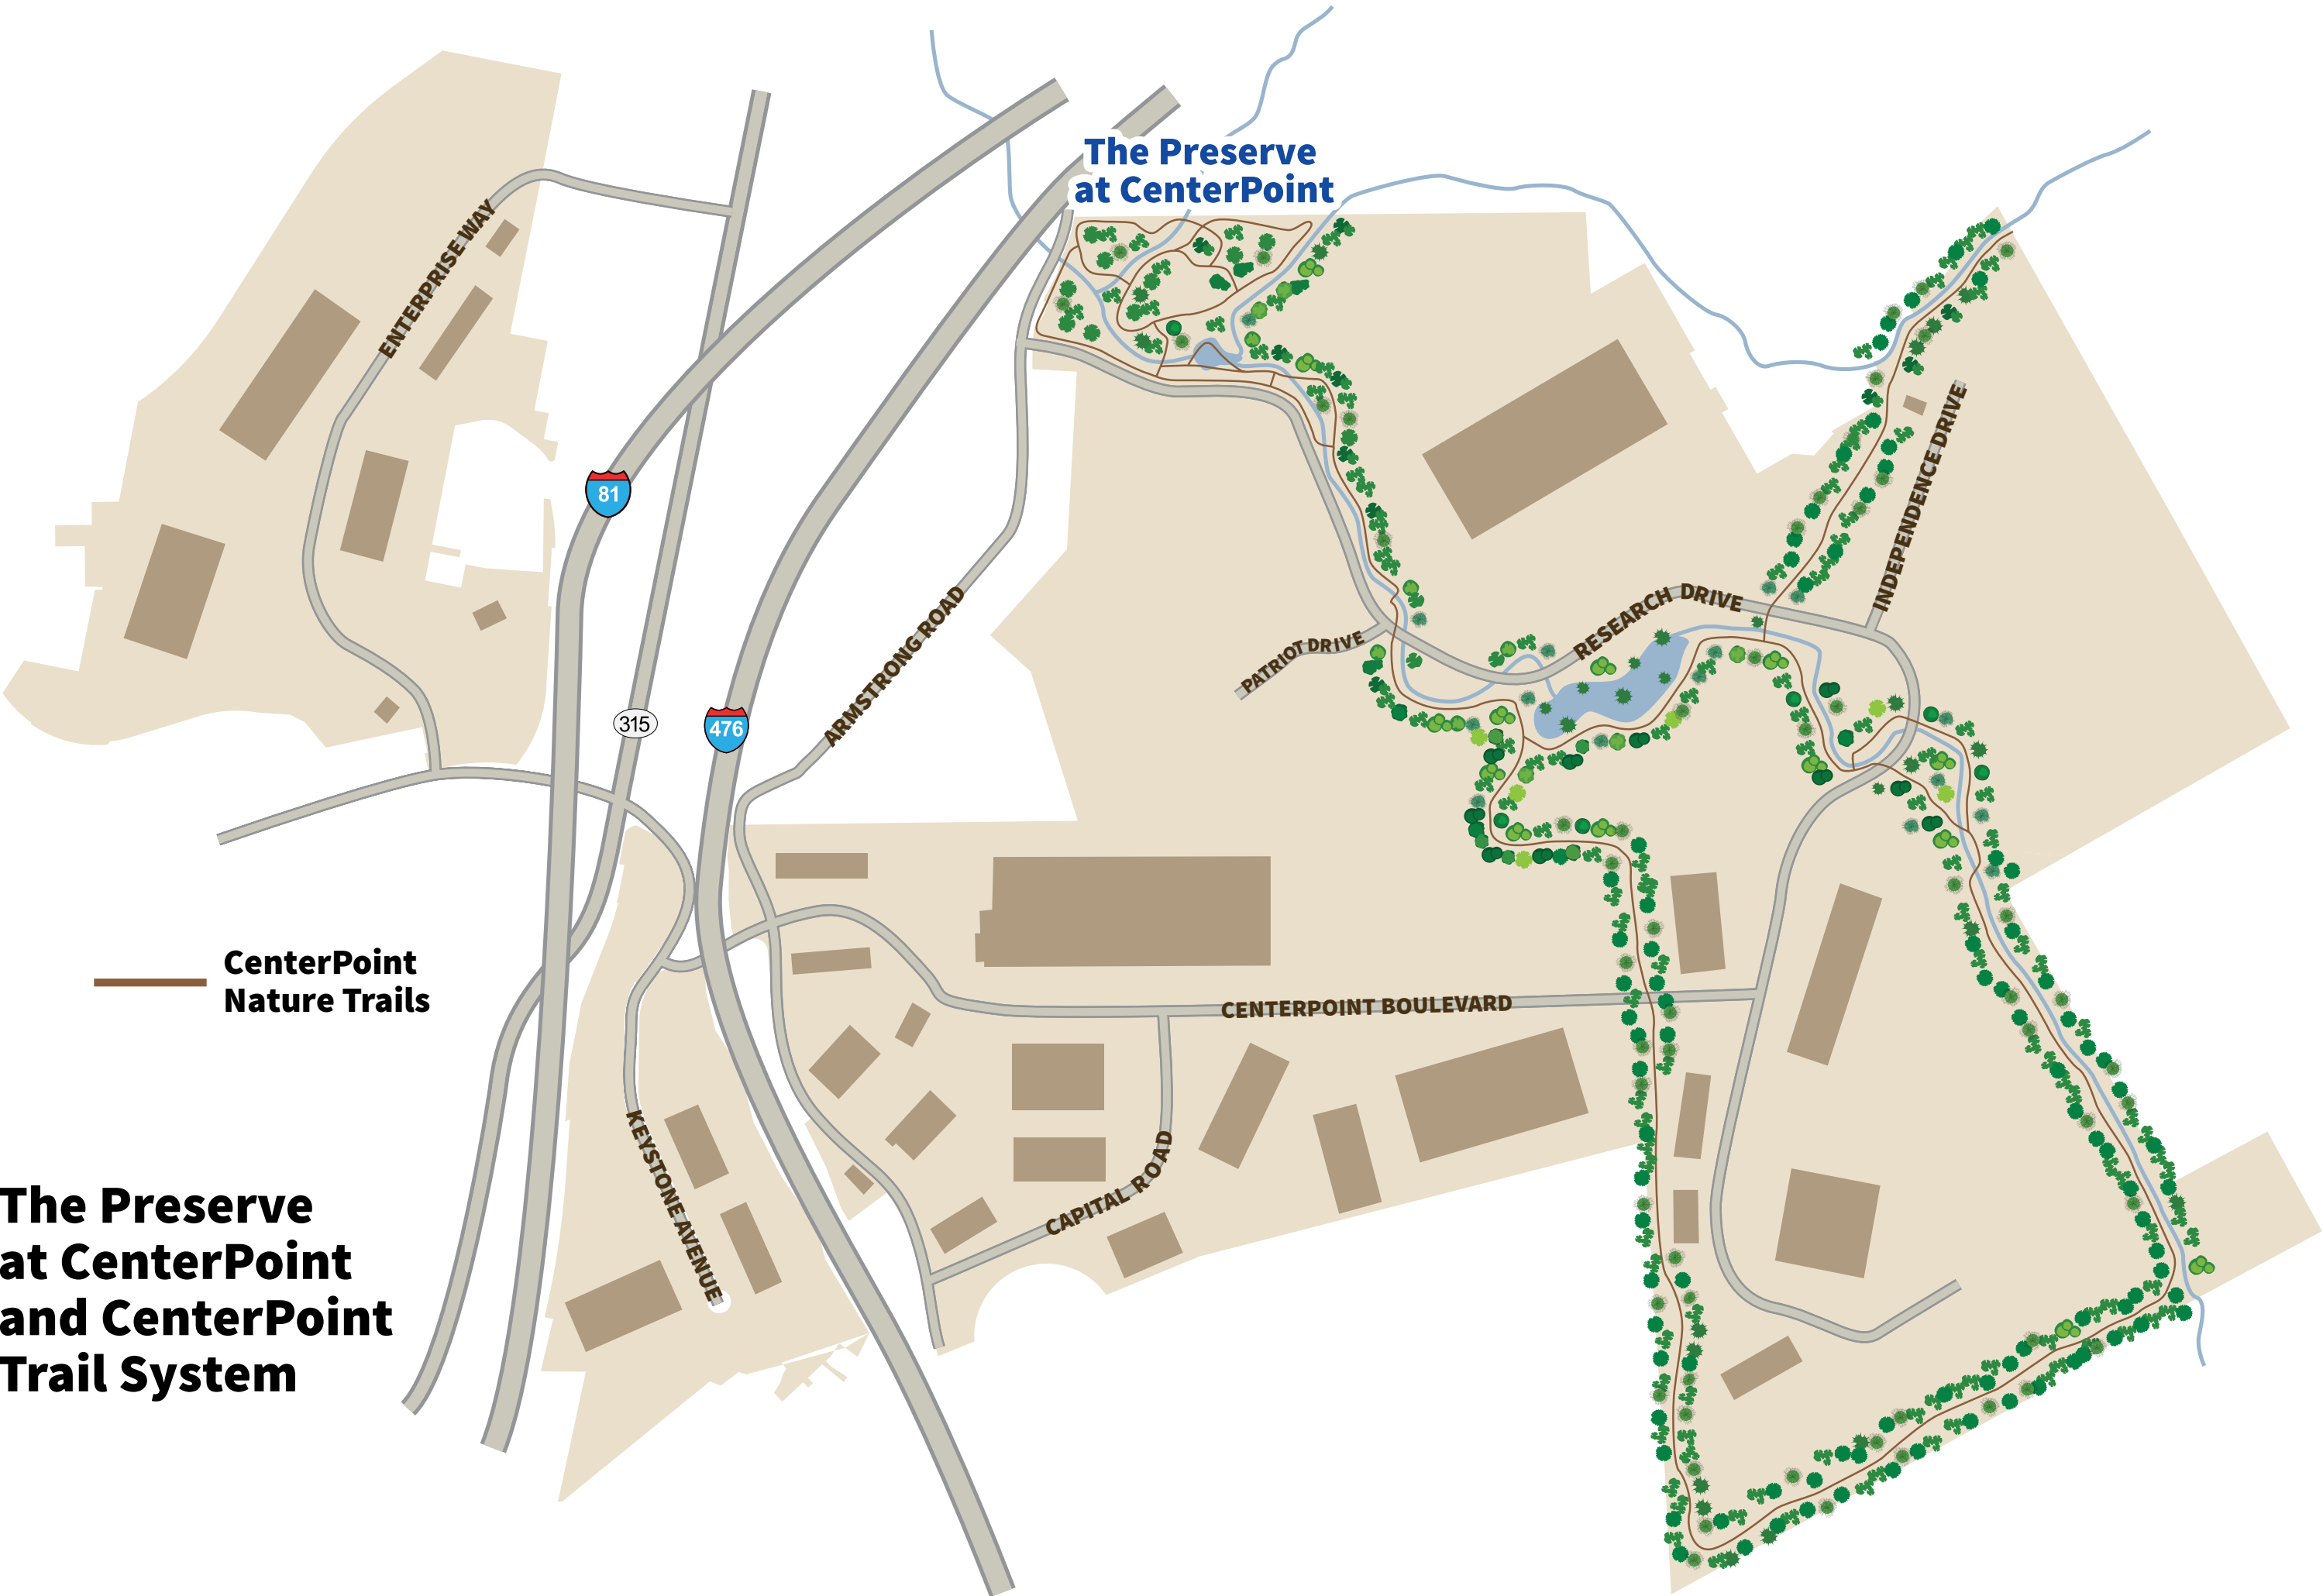 The Preserve
at CenterPoint
ENTERPRISE WAY
81
INDEPENDENCE DRIVE
RESEARCH DRIVE
PATRIOT DRIVE
ARMSTRONG ROAD
315
476
CenterPoint
Nature Trails
CENTERPOINT BOULEVARD
KEYSTONE AVENUE
CAPITAL ROAD
The Preserve
at CenterPoint
and CenterPoint
Trail System